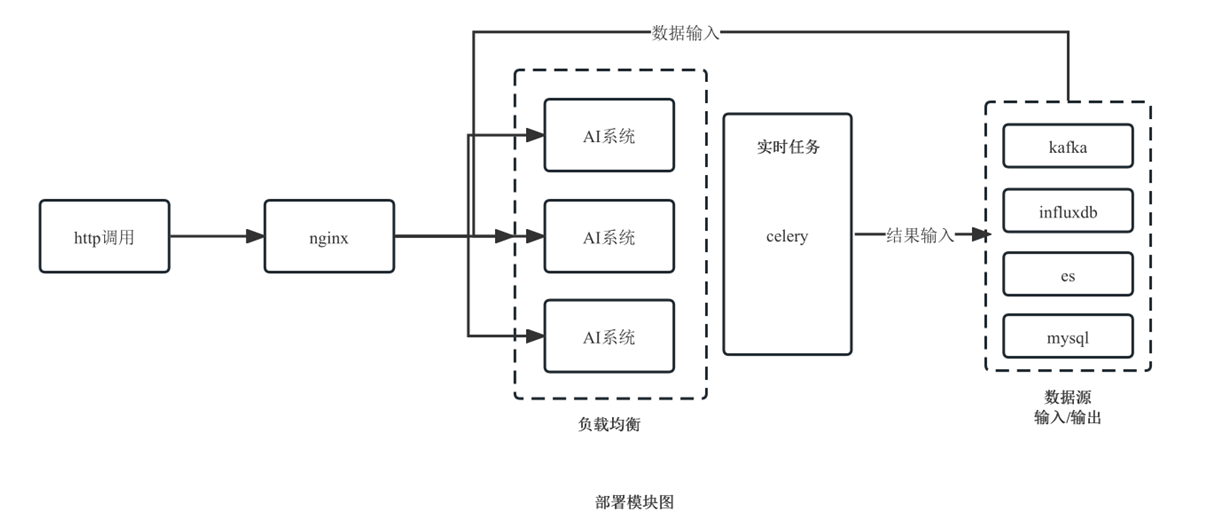 数据输入
AI系统
实时任务
kafka
influxdb
http调用
nginx
AI系统
celery
结果输入
es
AI系统
mysql
数据源
输入/输出
负载均衡
部署模块图